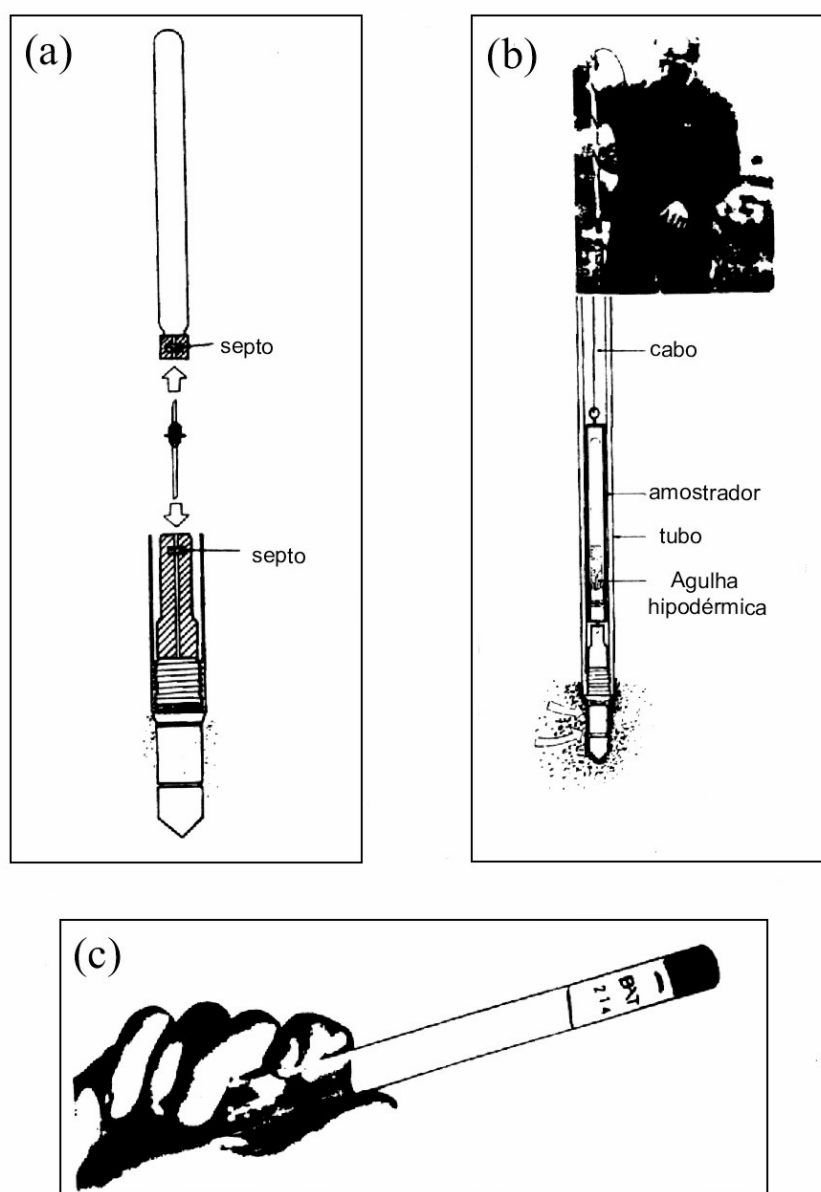 (a)
septo
septo
(b)
cabo
amostrador
tubo
Agulha
hipodérmica
(c)
BAT
214